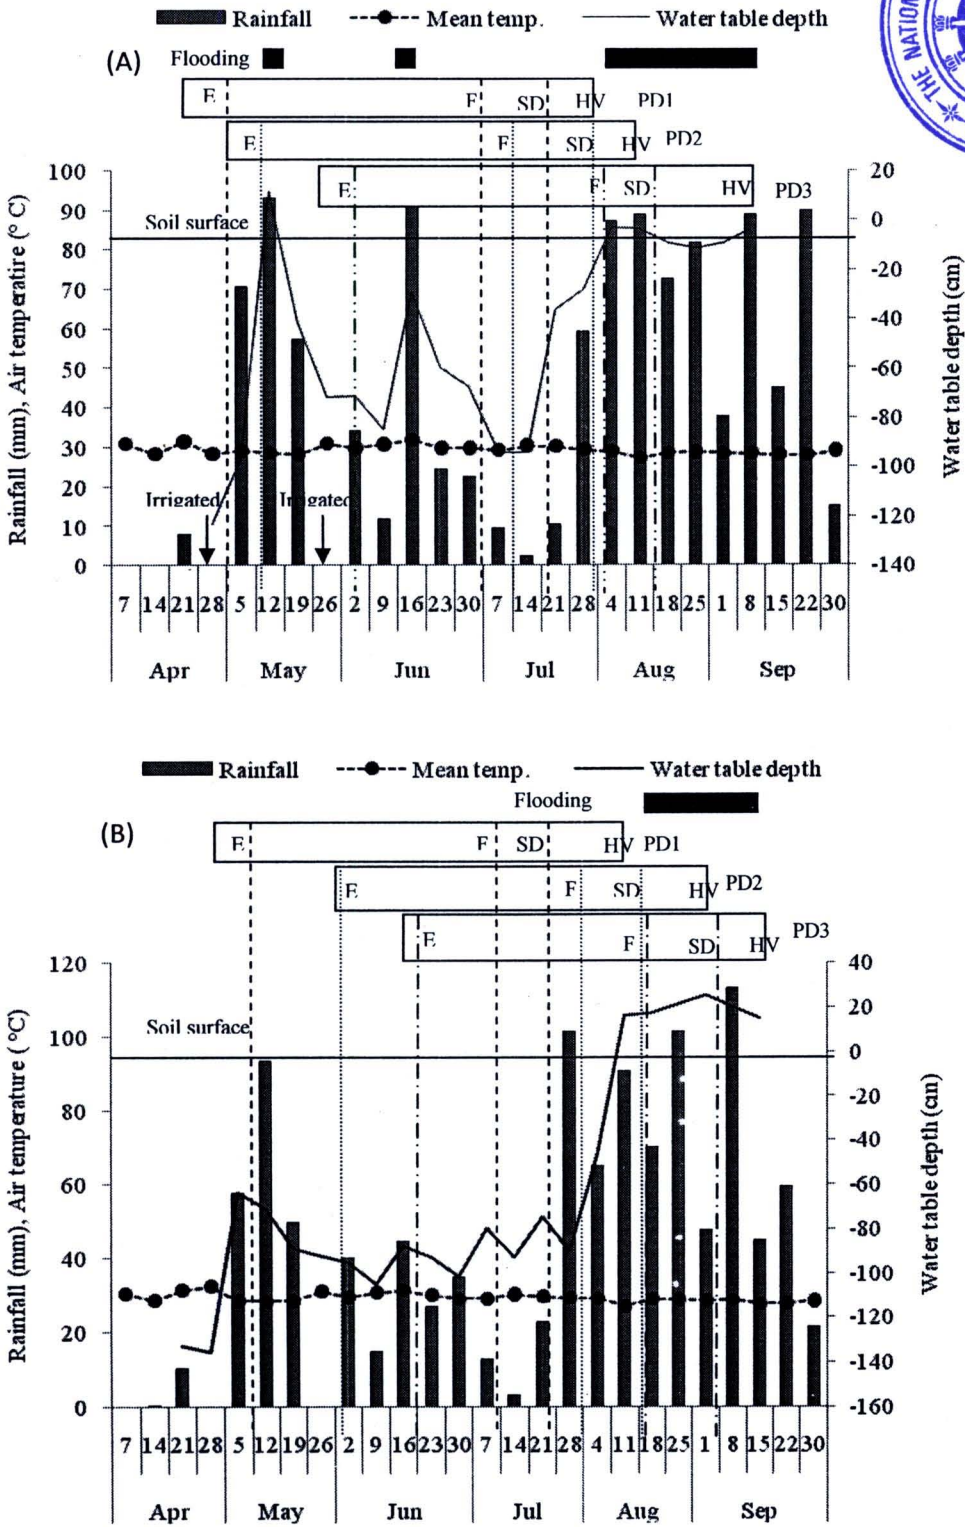 Rainfall Mean temp. Water table depth
(A) Flooding
THE NATION
E F SD HV PD1
E F SD HV PD2
E F SD HV PD3
100 90 80 70 60 50 40 30 20 10 0
Rainfall (mm), Air temperatire (° C)
Soil surface
Irrigated Irrigated
20 0 -20 -40 -60 -80 -100 -120 -140
Water table depth (cm)
7 14 21 28 5 12 19 26 2 9 16 23 30 7 14 21 28 4 11 18 25 1 8 15 22 30
Apr May Jun Jul Aug Sep
Rainfall Mean temp. Water table depth
Flooding
(B)
E F SD HV PD1
E F SD HV PD2
E F SD HV PD3
120 100 80 60 40 20 0
Rainfall (mm), Air temperature ( °C)
Soil surface
40 20 0 -20 -40 -60 -80 -100 -110 -140 -160
Water table depth (cm)
7 14 21 28 5 12 19 26 2 9 16 23 30 7 14 21 28 4 11 18 25 1 8 15 22 30
Apr May Jun Jul Aug Sep